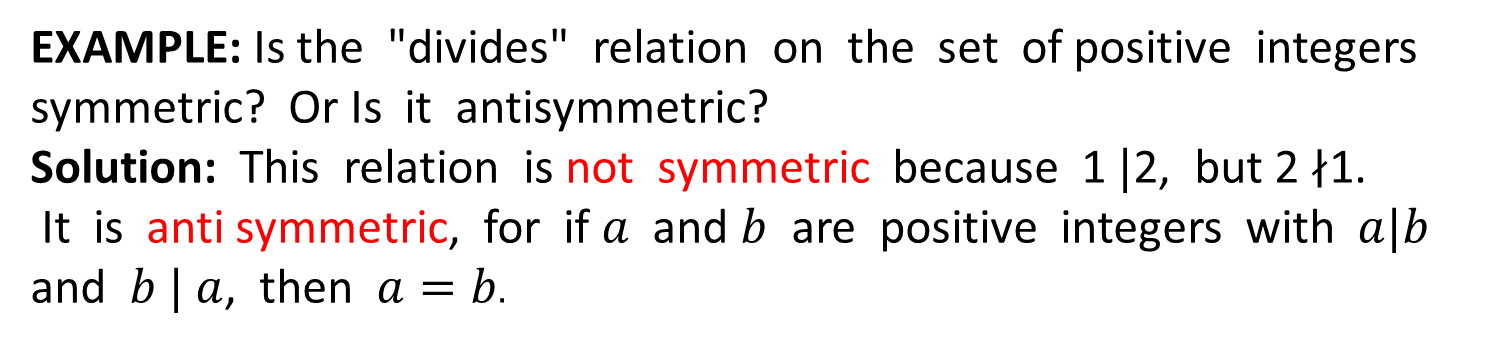 EXAMPLE: Is the "divides" relation on the set of positive integers
symmetric? Or Is it antisymmetric?
Solution: This relation is not symmetric because 1 |2, but 2 ∤1.
It is anti symmetric, for if a and b are positive integers with a|b
and b | a, then a = b.